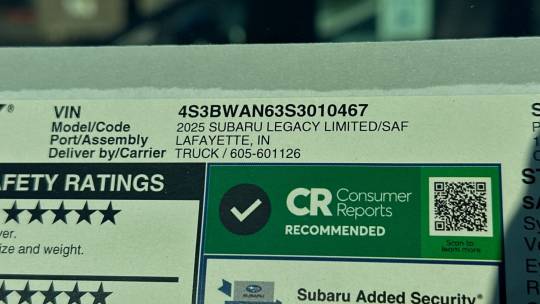 VIN 4S3BWAN63S3010467
Model/Code 2025 SUBARU LEGACY LIMITED/SAF
Port/Assembly LAFAYETTE, IN
Deliver by/Carrier TRUCK / 605-601126
AFETY RATINGS
★★★★★
ver.
ize and weight.
★★★★★
CR Consumer Reports
RECOMMENDED
Scan to
learn more
SUBARU
Subaru Added Security®